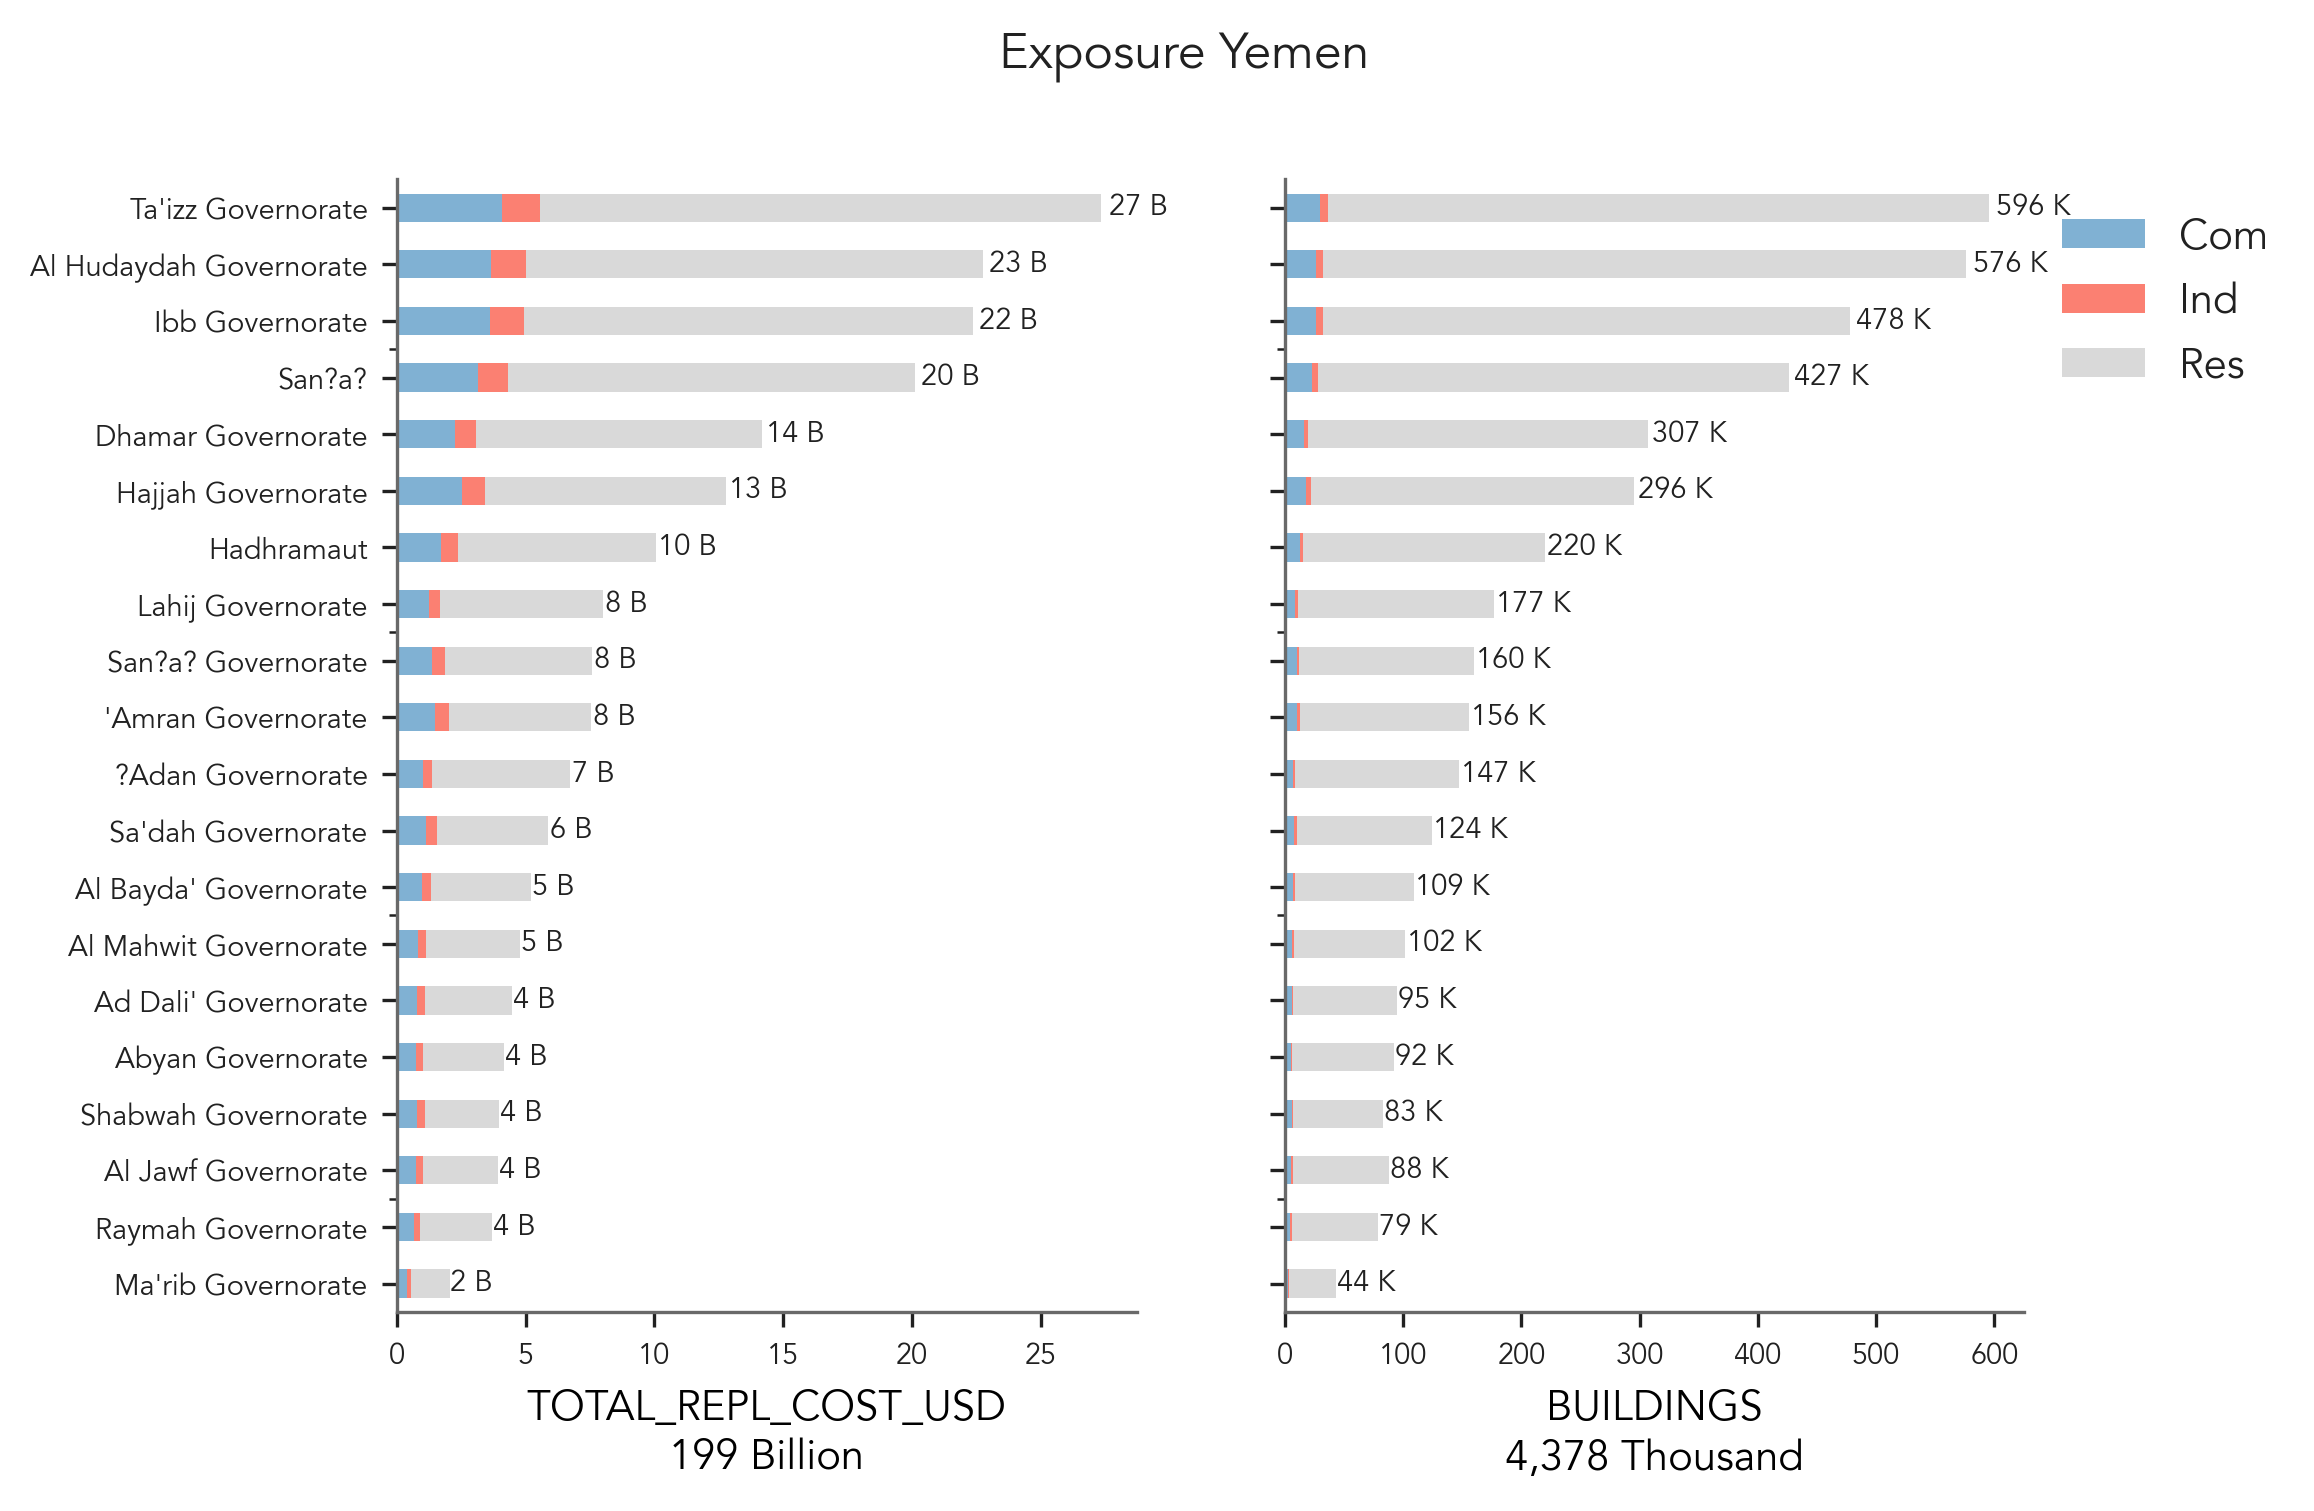 Exposure Yemen
Ta'izz Governorate 27 B 596 K
Al Hudaydah Governorate 23 B 576 K
Ibb Governorate 22 B 478 K
San?a? 20 B 427 K
Dhamar Governorate 14 B 307 K
Hajjah Governorate 13 B 296 K
Hadhramaut 10 B 220 K
Lahij Governorate 8 B 177 K
San?a? Governorate 8 B 160 K
'Amran Governorate 8 B 156 K
?Adan Governorate 7 B 147 K
Sa'dah Governorate 6 B 124 K
Al Bayda' Governorate 5 B 109 K
Al Mahwit Governorate 5 B 102 K
Ad Dali' Governorate 4 B 95 K
Abyan Governorate 4 B 92 K
Shabwah Governorate 4 B 83 K
Al Jawf Governorate 4 B 88 K
Raymah Governorate 4 B 79 K
Ma'rib Governorate 2 B 44 K
0 5 10 15 20 25
TOTAL_REPL_COST_USD
199 Billion
0 100 200 300 400 500 600
BUILDINGS
4,378 Thousand
Com
Ind
Res